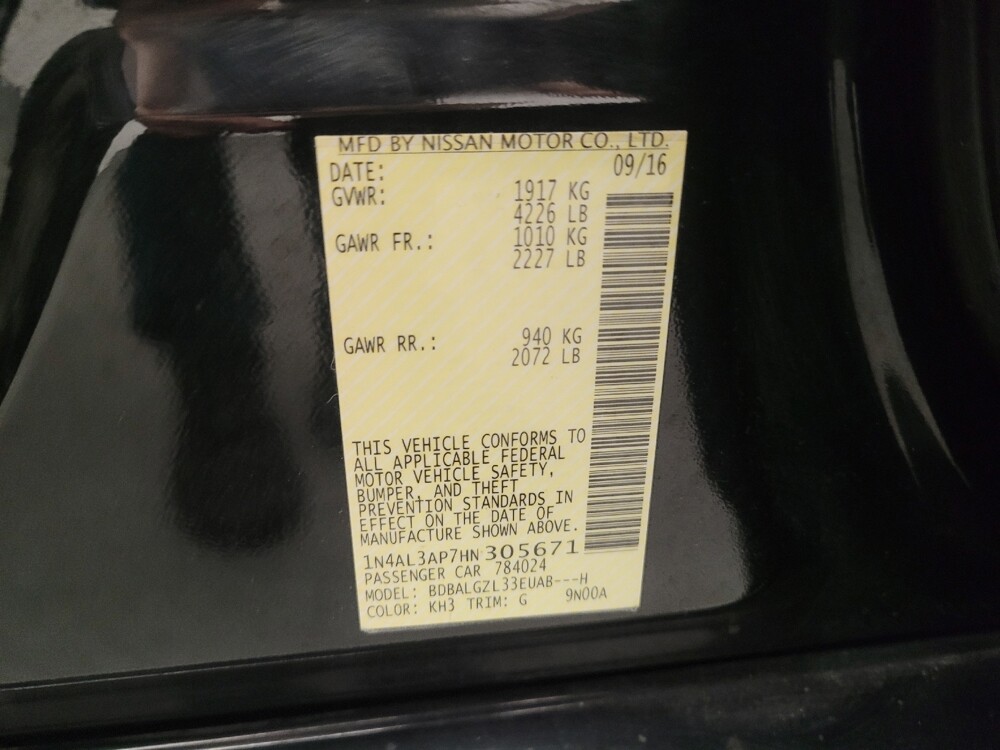 MFD BY NISSAN MOTOR CO., LTD.
DATE: 09/16
GVWR: 1917 KG
4226 LB
GAWR FR.: 1010 KG
2227 LB
GAWR RR.: 940 KG
2072 LB
THIS VEHICLE CONFORMS TO
ALL APPLICABLE FEDERAL
MOTOR VEHICLE SAFETY,
BUMPER, AND THEFT
PREVENTION STANDARDS IN
EFFECT ON THE DATE OF
MANUFACTURE SHOWN ABOVE.
1N4AL3AP7HN305671
PASSENGER CAR 784024
MODEL: BDBALGZL33EUAB---H
COLOR: KH3 TRIM: G 9N00A